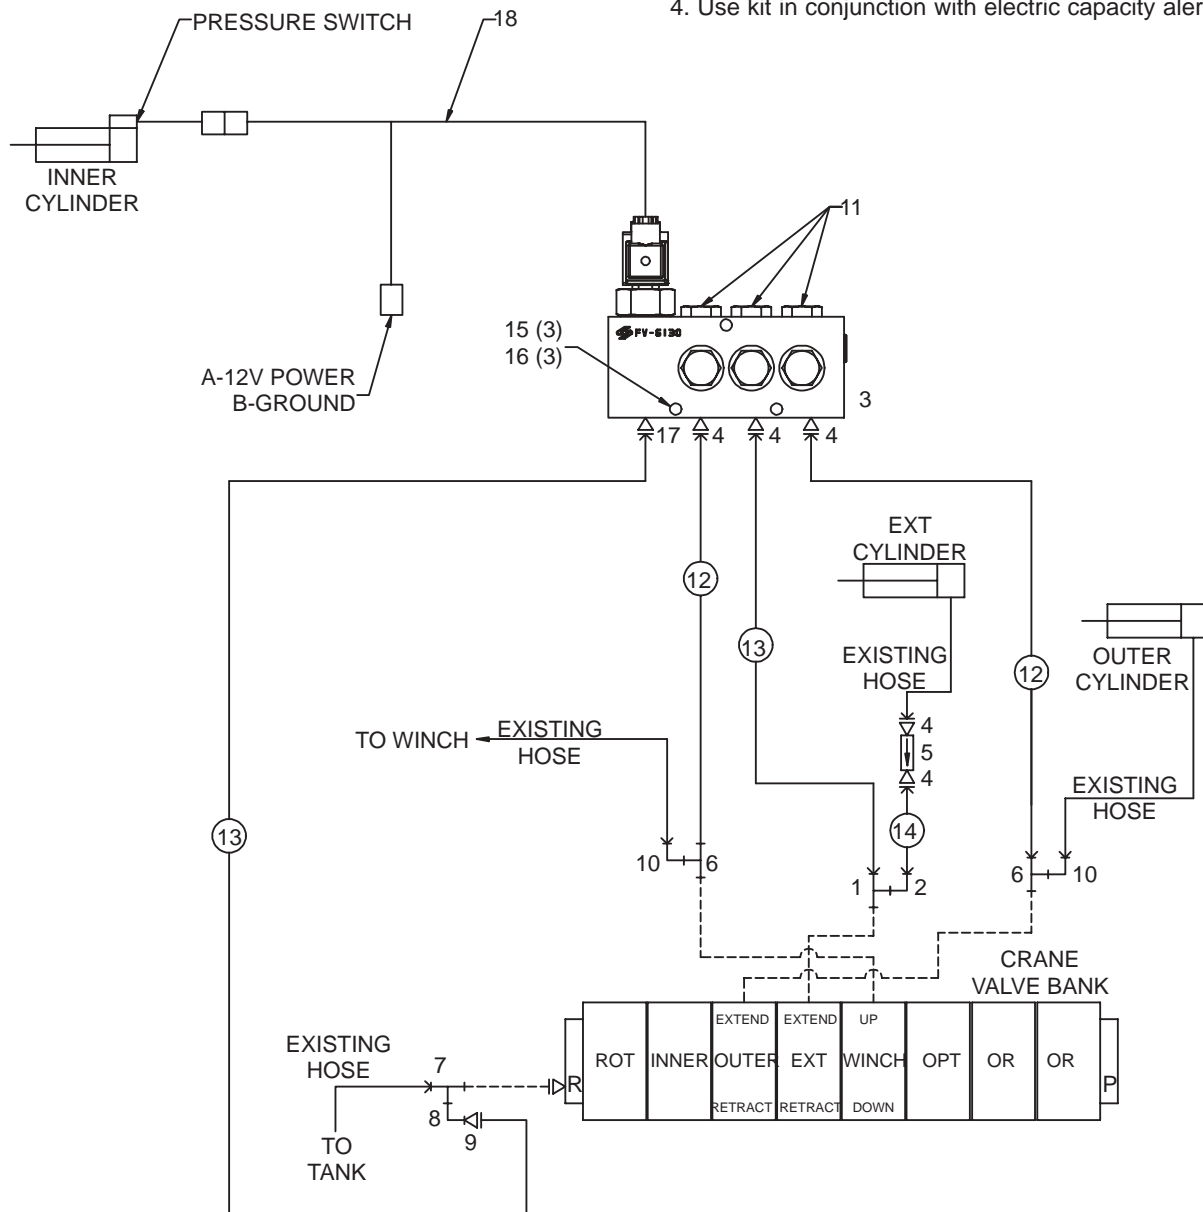 4. Use kit in conjunction with electric capacity aler
PRESSURE SWITCH
18
INNER
CYLINDER
11
FV-6130
15 (3)
16 (3)
A-12V POWER
B-GROUND
3
17
4
4
4
EXT
CYLINDER
12
13
EXISTING
HOSE
12
OUTER
CYLINDER
TO WINCH
EXISTING
HOSE
4
5
4
EXISTING
HOSE
13
14
10
6
1
2
6
10
CRANE
VALVE BANK
EXTEND
EXTEND
UP
EXISTING
HOSE
7
R
ROT
INNER
OUTER
EXT
WINCH
OPT
OR
OR
P
RETRACT
RETRACT
DOWN
8
9
TO
TANK